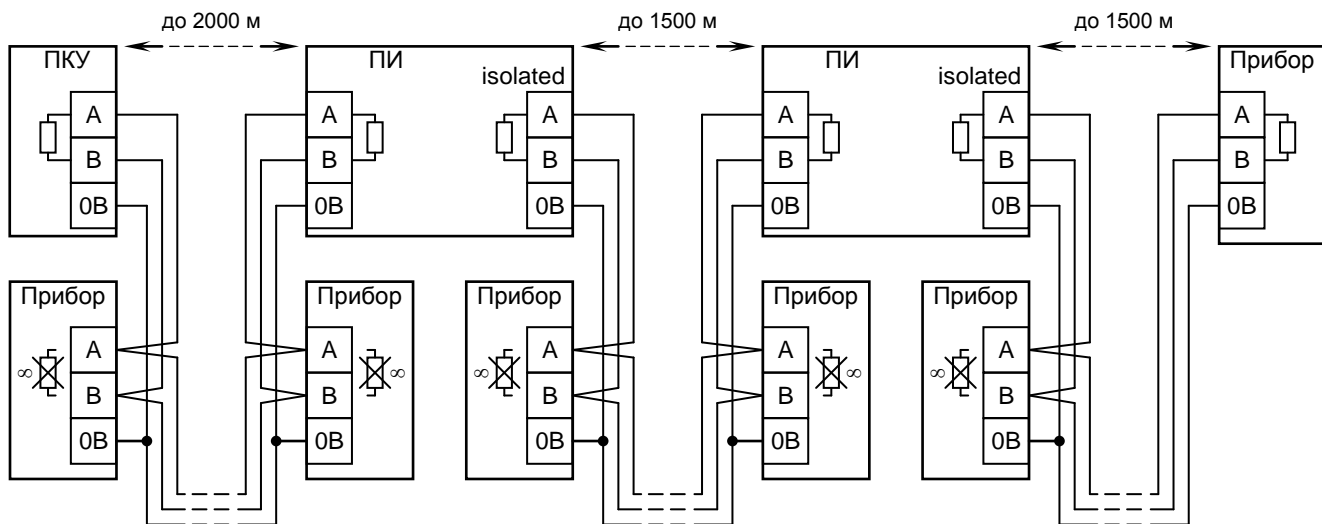 до 2000 м
до 1500 м
до 1500 м
ПКУ
ПИ
ПИ
Прибор
isolated
isolated
A
A
A
A
A
A
B
B
B
B
B
B
0В
0В
0В
0В
0В
0В
Прибор
Прибор
Прибор
Прибор
Прибор
∞
A
A
∞
∞
A
A
∞
∞
A
B
B
B
B
B
0В
0В
0В
0В
0В